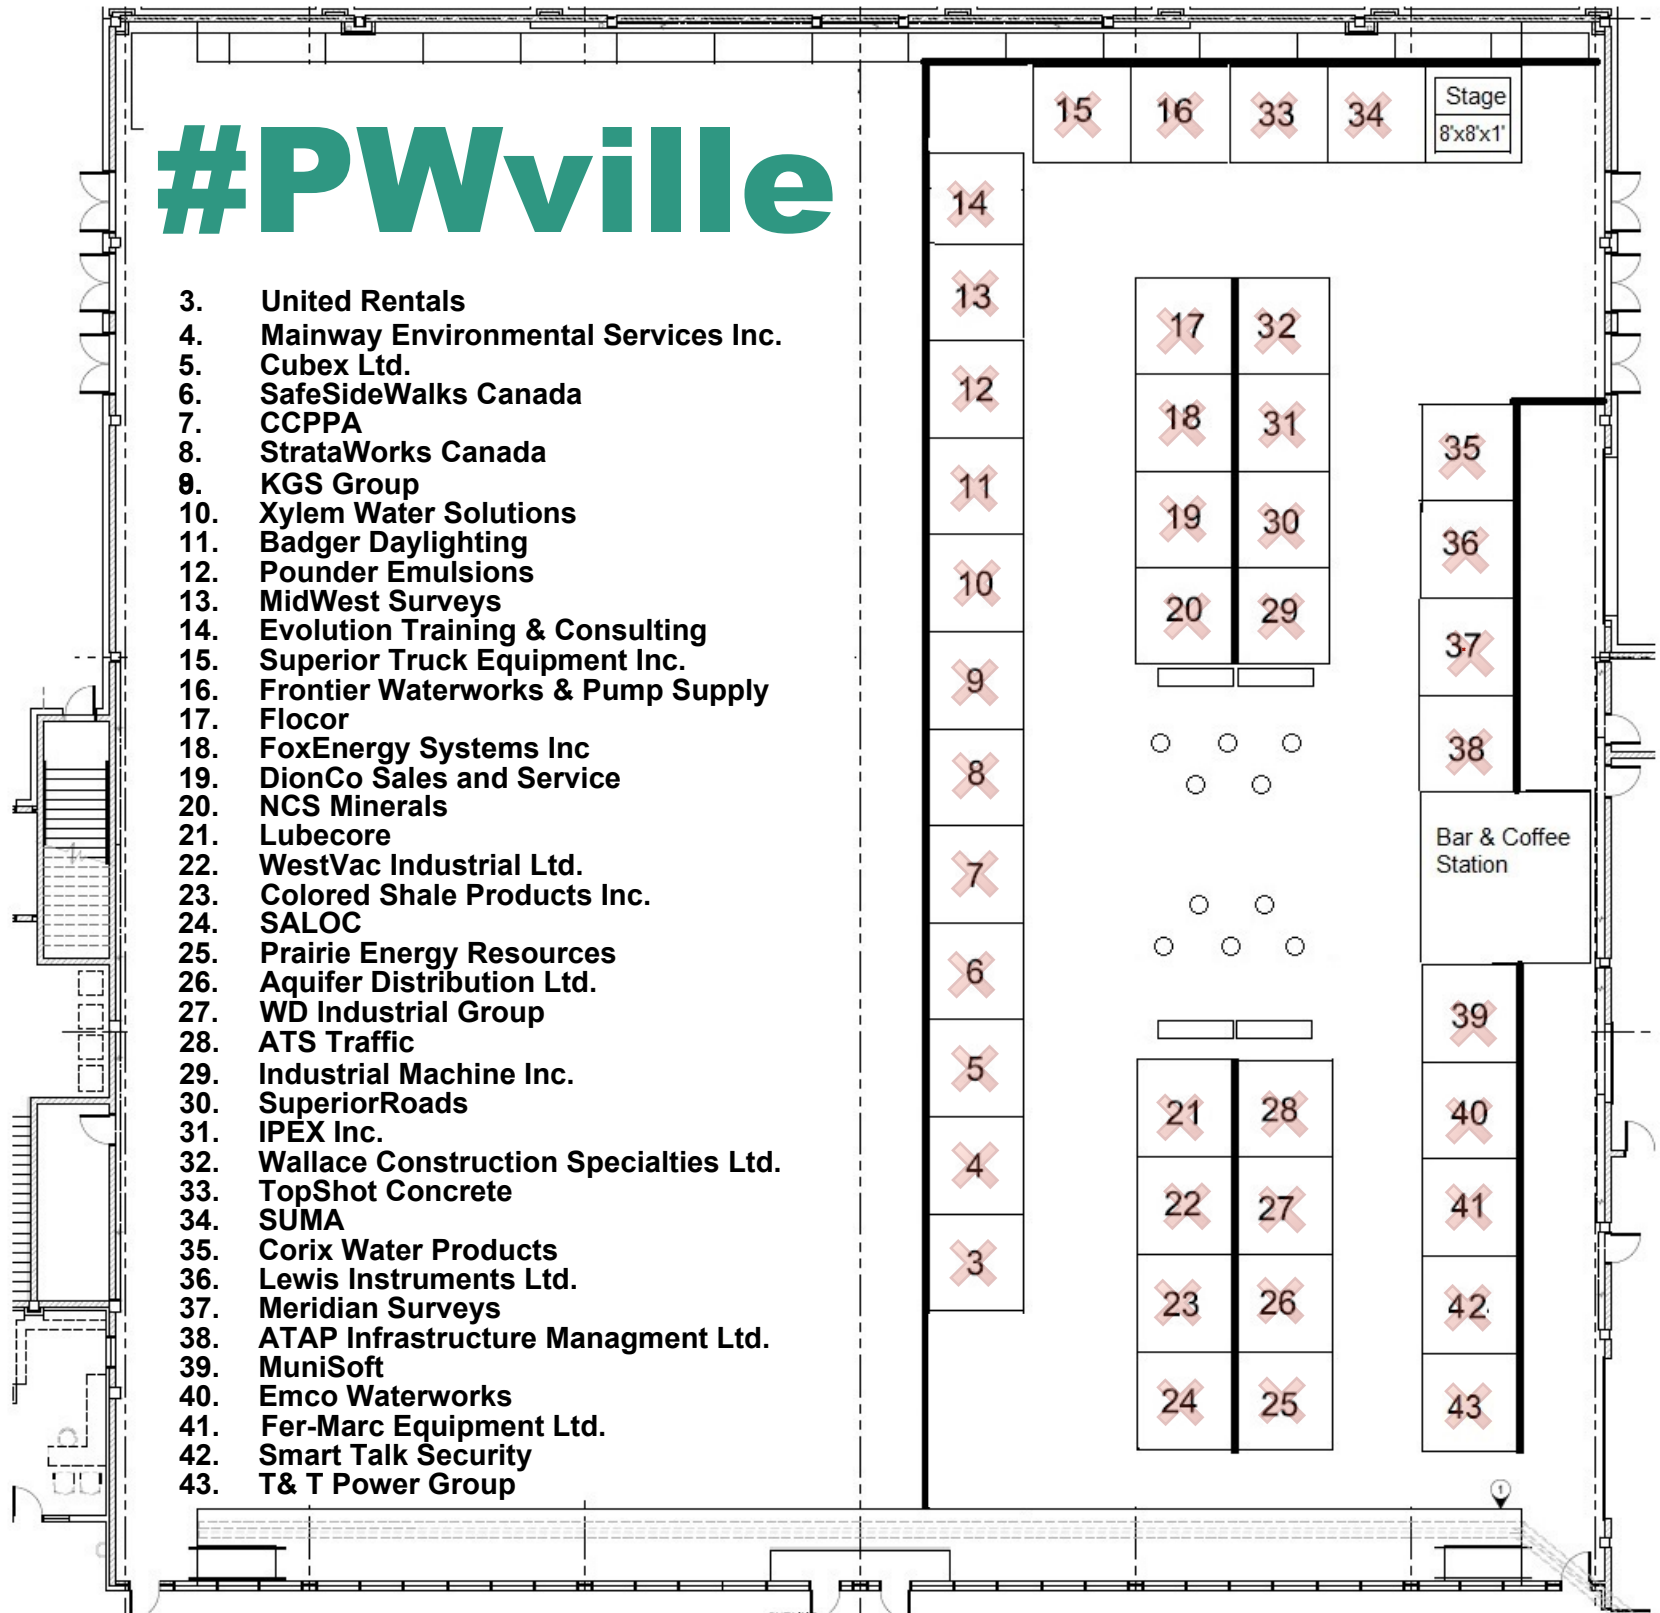 #PWville
3. United Rentals
4. Mainway Environmental Services Inc.
5. Cubex Ltd.
6. SafeSideWalks Canada
7. CCPPA
8. StrataWorks Canada
9. KGS Group
10. Xylem Water Solutions
11. Badger Daylighting
12. Pounder Emulsions
13. MidWest Surveys
14. Evolution Training & Consulting
15. Superior Truck Equipment Inc.
16. Frontier Waterworks & Pump Supply
17. Flocor
18. FoxEnergy Systems Inc
19. DionCo Sales and Service
20. NCS Minerals
21. Lubecore
22. WestVac Industrial Ltd.
23. Colored Shale Products Inc.
24. SALOC
25. Prairie Energy Resources
26. Aquifer Distribution Ltd.
27. WD Industrial Group
28. ATS Traffic
29. Industrial Machine Inc.
30. SuperiorRoads
31. IPEX Inc.
32. Wallace Construction Specialties Ltd.
33. TopShot Concrete
34. SUMA
35. Corix Water Products
36. Lewis Instruments Ltd.
37. Meridian Surveys
38. ATAP Infrastructure Managment Ltd.
39. MuniSoft
40. Emco Waterworks
41. Fer-Marc Equipment Ltd.
42. Smart Talk Security
43. T& T Power Group
15 16 33 34
Stage
8'x8'x1'
14
13
12
11
10
9
8
7
6
5
4
3
17 32
18 31
19 30
20 29
21 28
22 27
23 26
24 25
35
36
37
38
Bar & Coffee
Station
39
40
41
42
43
1